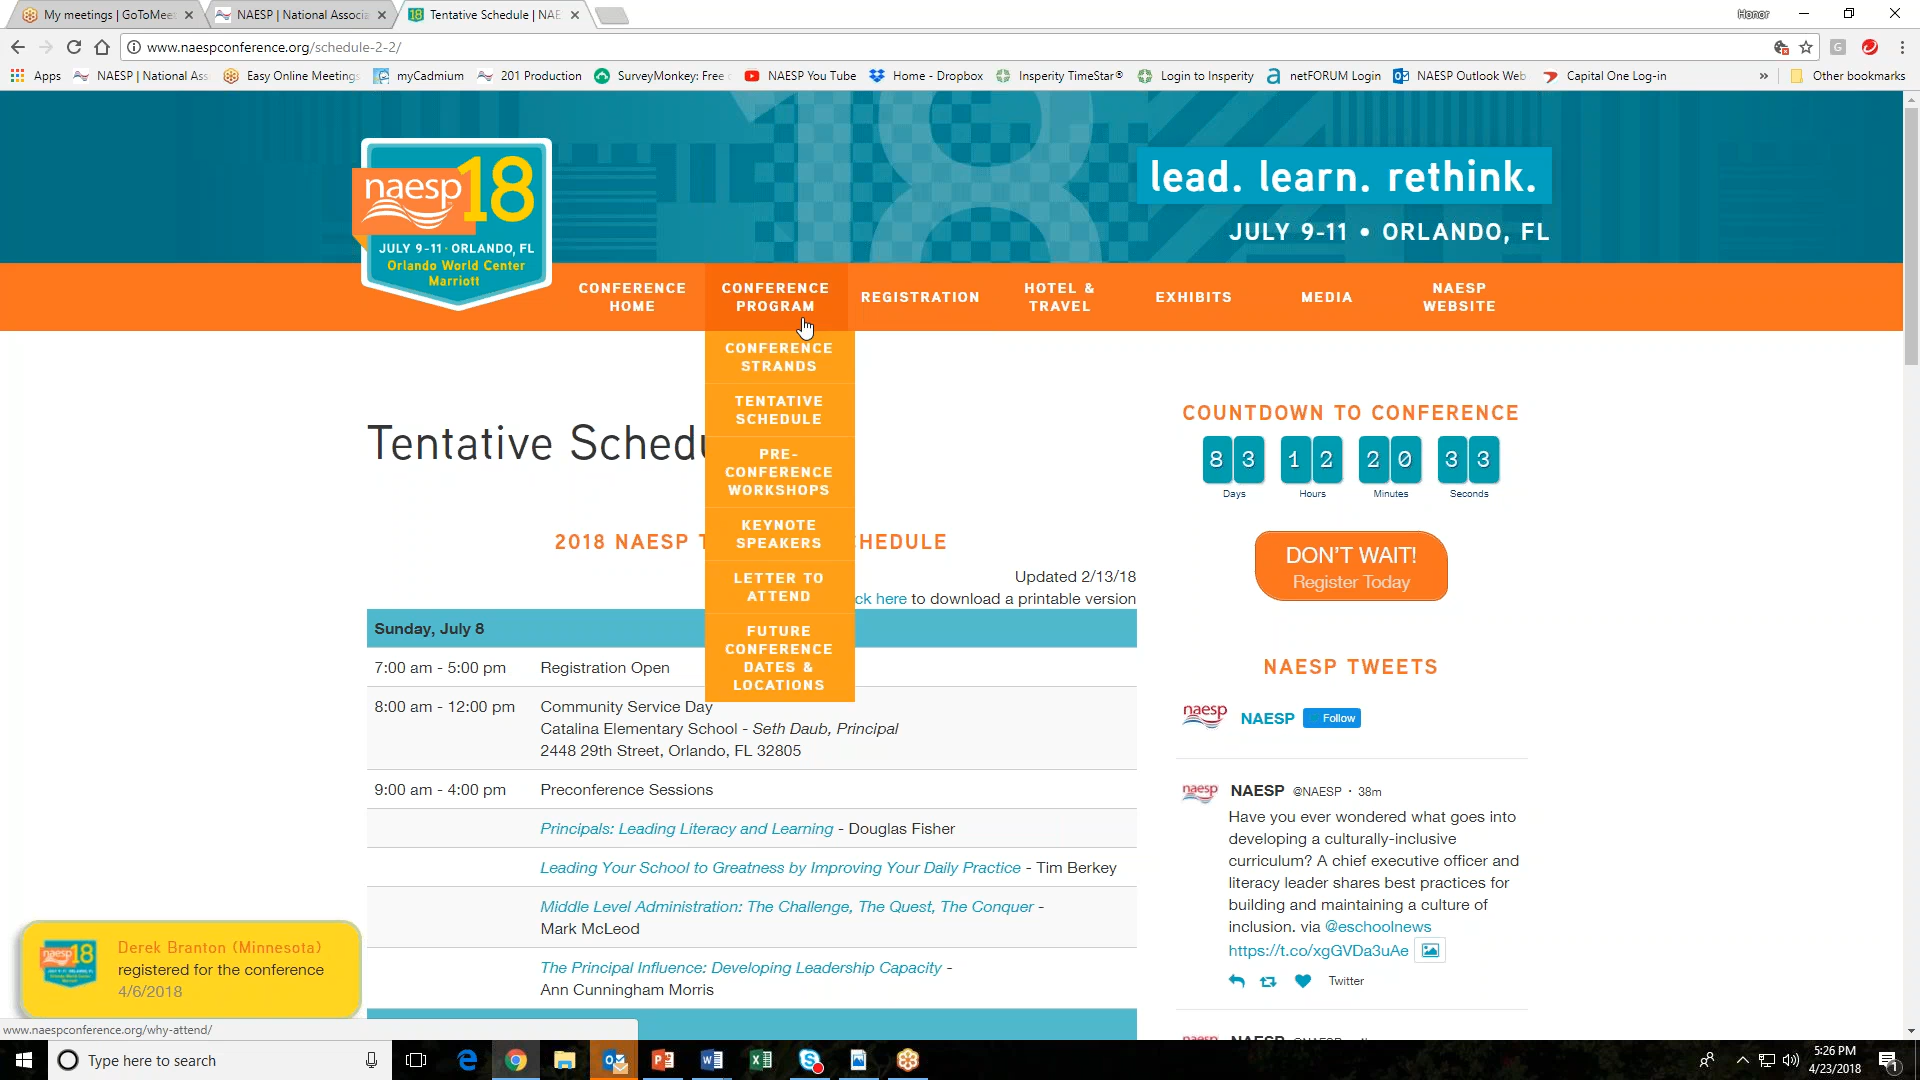 My meetings | GoToMee
NAESP | National Associa
Tentative Schedule | NAE
Honor
www.naespconference.org/schedule-2-2/
Apps
NAESP | National As
Easy Online Meetings
myCadmium
201 Production
SurveyMonkey: Free
NAESP You Tube
Home - Dropbox
Insperity TimeStar®
Login to Insperity
netFORUM Login
NAESP Outlook Web
Capital One Log-in
»
Other bookmarks
18
naesp18
JULY 9-11 · ORLANDO, FL
Orlando World Center
Marriott
lead. learn. rethink.
JULY 9-11 • ORLANDO, FL
CONFERENCE
HOME
CONFERENCE
PROGRAM
REGISTRATION
HOTEL &
TRAVEL
EXHIBITS
MEDIA
NAESP
WEBSITE
CONFERENCE
STRANDS
TENTATIVE
SCHEDULE
PRE-
CONFERENCE
WORKSHOPS
KEYNOTE
SPEAKERS
LETTER TO
ATTEND
FUTURE
CONFERENCE
DATES &
LOCATIONS
Tentative Schedu
2018 NAESP T HEDULE
Updated 2/13/18
ck here to download a printable version
Sunday, July 8
7:00 am - 5:00 pm Registration Open
8:00 am - 12:00 pm Community Service Day
Catalina Elementary School - Seth Daub, Principal
2448 29th Street, Orlando, FL 32805
9:00 am - 4:00 pm Preconference Sessions
Principals: Leading Literacy and Learning - Douglas Fisher
Leading Your School to Greatness by Improving Your Daily Practice - Tim Berkey
Middle Level Administration: The Challenge, The Quest, The Conquer -
Mark McLeod
The Principal Influence: Developing Leadership Capacity -
Ann Cunningham Morris
COUNTDOWN TO CONFERENCE
83 12 20 33
Days Hours Minutes Seconds
DON'T WAIT!
Register Today
NAESP TWEETS
naesp
NAESP Follow
naesp
NAESP @NAESP · 38m
Have you ever wondered what goes into
developing a culturally-inclusive
curriculum? A chief executive officer and
literacy leader shares best practices for
building and maintaining a culture of
inclusion. via @eschoolnews
https://t.co/xgGVDa3uAe
Twitter
naesp18
Derek Branton (Minnesota)
registered for the conference
4/6/2018
www.naespconference.org/why-attend/
Type here to search
5:26 PM
4/23/2018
1